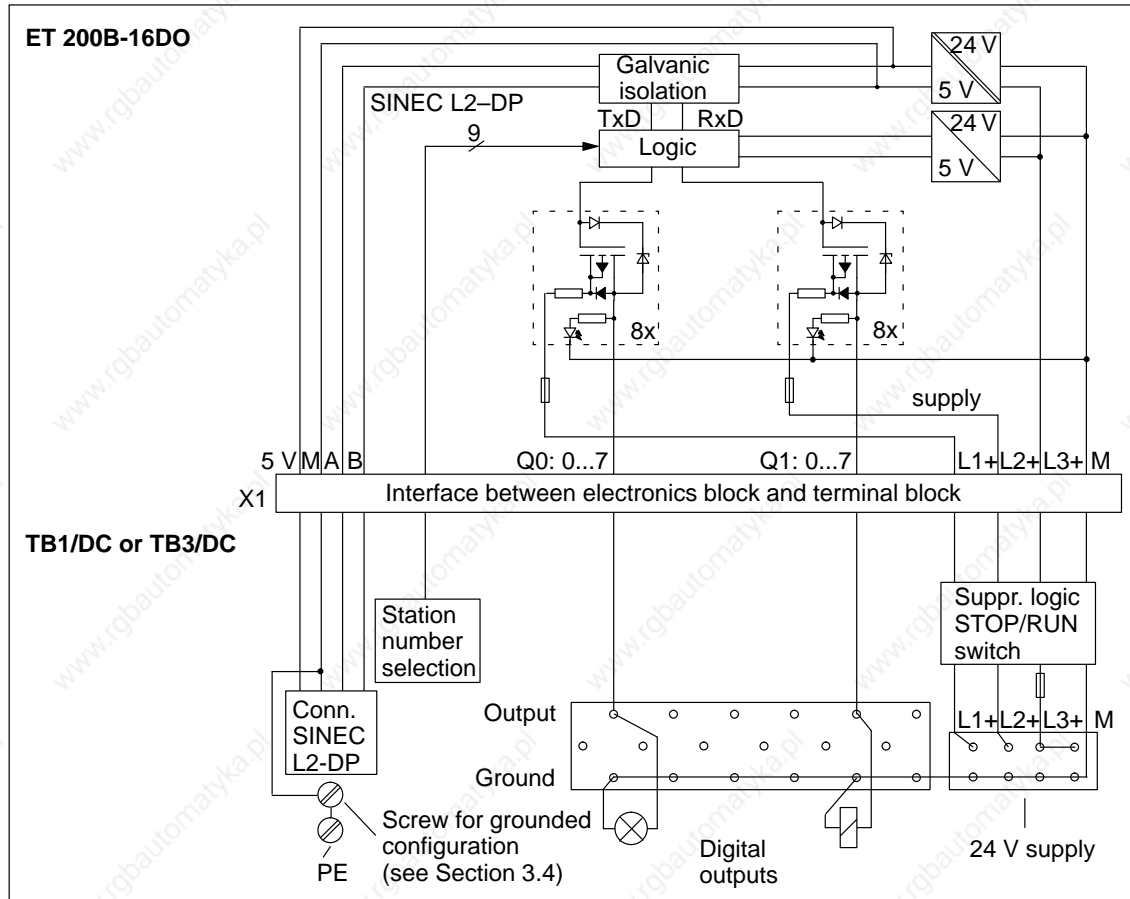 ET 200B-16DO
24 V
5 V
Galvanic
isolation
SINEC L2–DP
TxD
RxD
9
Logic
24 V
5 V
8x
8x
supply
5 V M A B
Q0: 0...7
Q1: 0...7
L1+ L2+ L3+ M
X1
Interface between electronics block and terminal block
TB1/DC or TB3/DC
Station
number
selection
Suppr. logic
STOP/RUN
switch
Conn.
SINEC
L2-DP
Output
Ground
L1+ L2+ L3+ M
Screw for grounded
configuration
(see Section 3.4)
PE
Digital
outputs
24 V supply
www.rgbautomatyka.pl